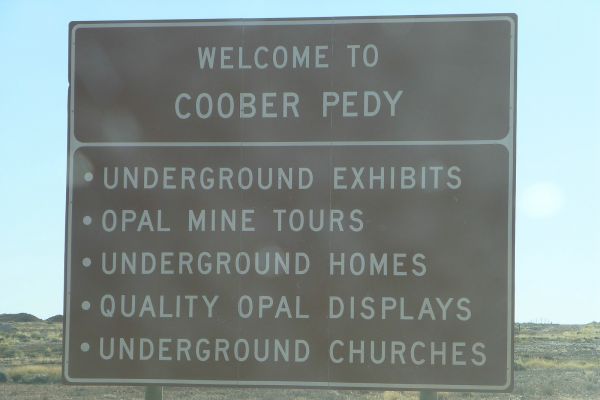 WELCOME TO
COOBER PEDY
• UNDERGROUND EXHIBITS
• OPAL MINE TOURS
• UNDERGROUND HOMES
• QUALITY OPAL DISPLAYS
• UNDERGROUND CHURCHES